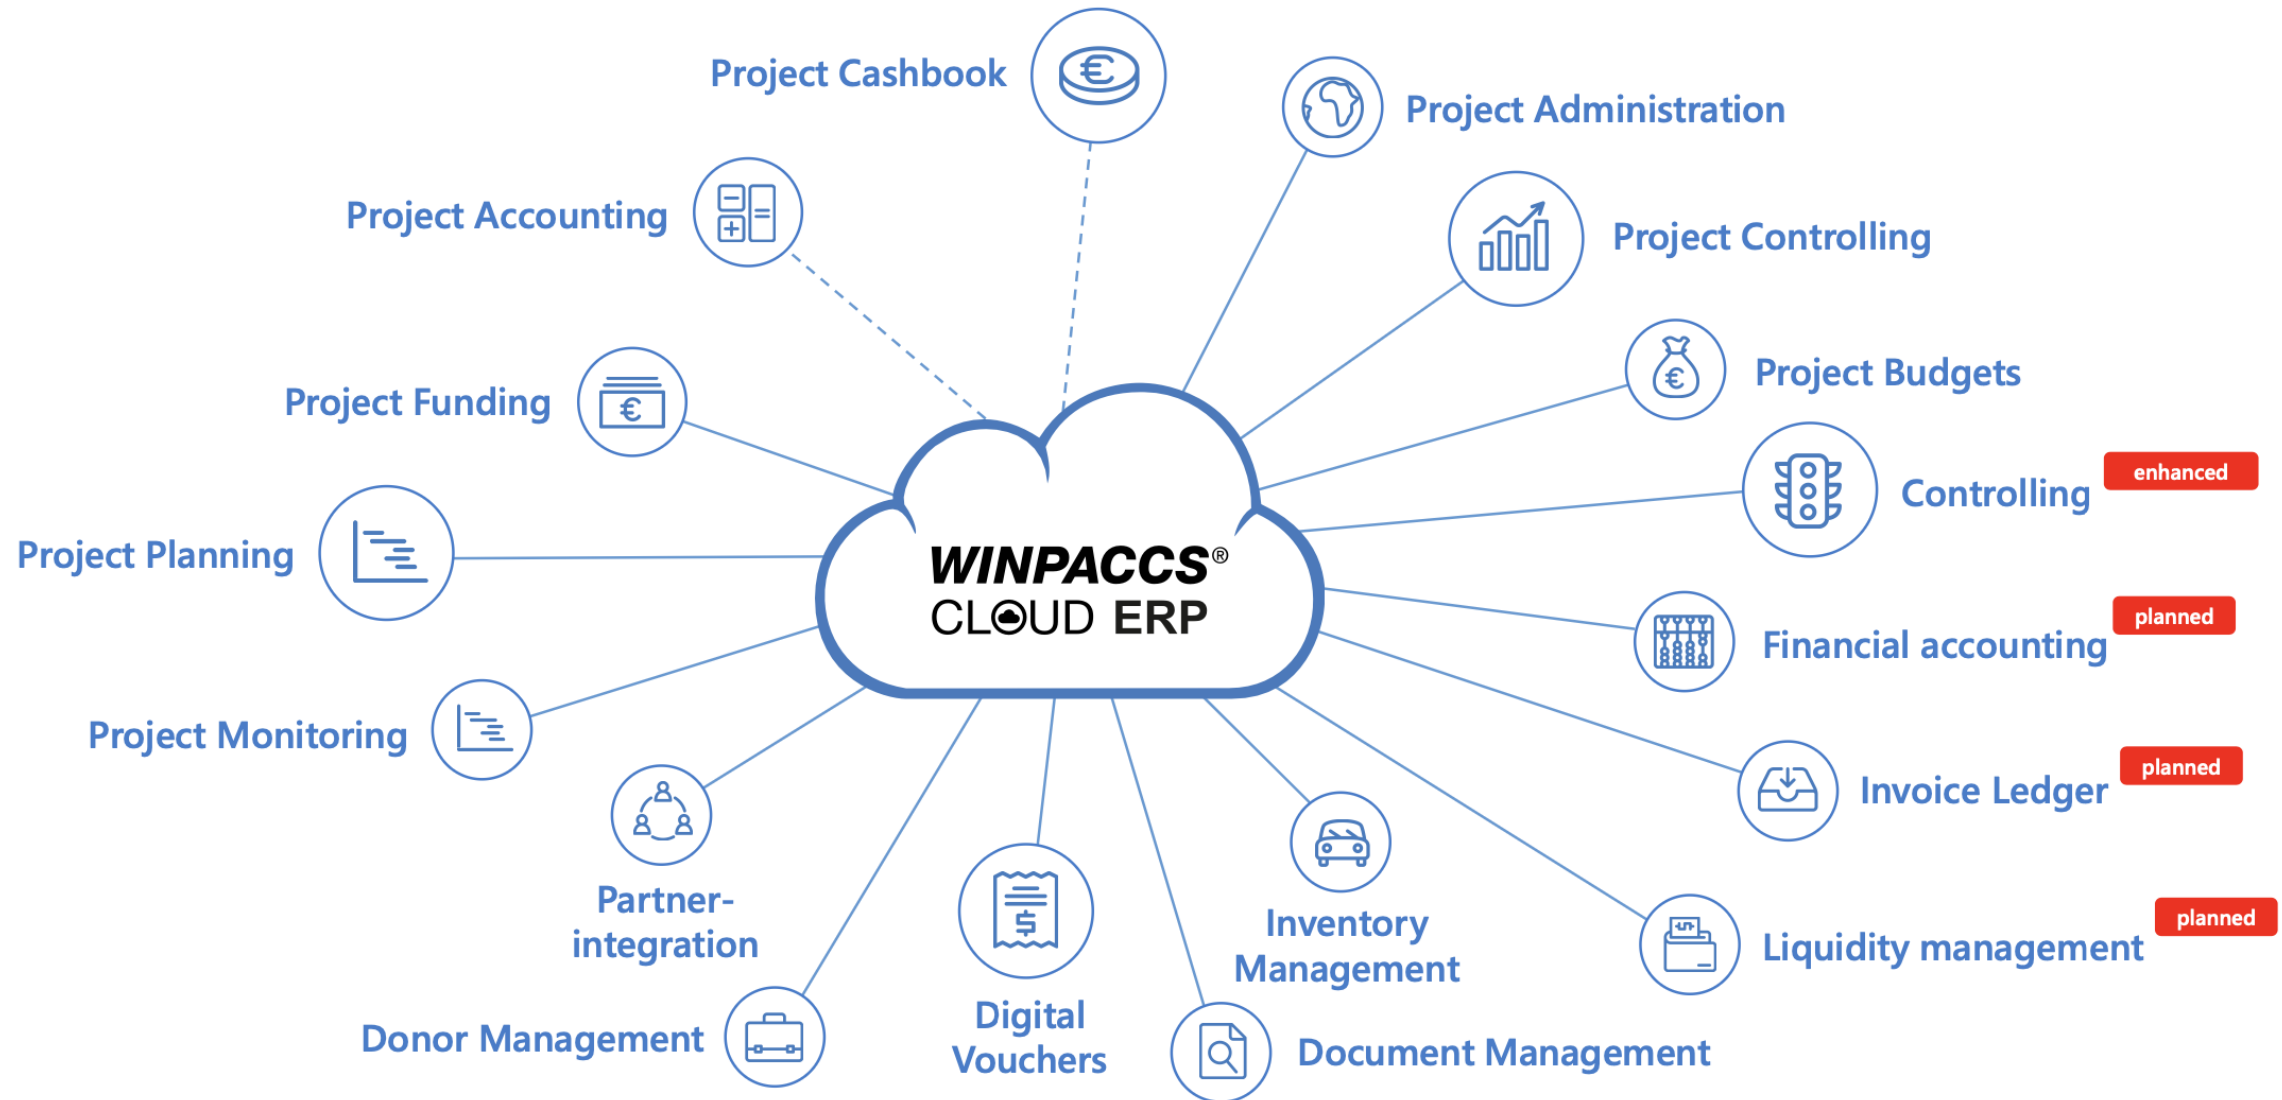 Project Cashbook
Project Administration
Project Accounting
Project Controlling
Project Funding
Project Budgets
Controlling
enhanced
Project Planning
WINPACCS®
CLOUD ERP
Financial accounting
planned
Project Monitoring
Invoice Ledger
planned
Partner-
integration
Inventory
Management
Liquidity management
planned
Donor Management
Digital
Vouchers
Document Management